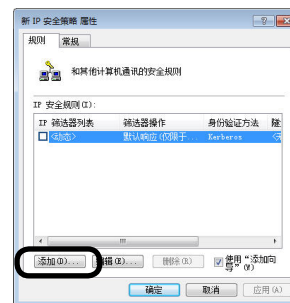 新 IP 安全策略 属性
规则 常规
和其他计算机通讯的安全规则
IP 安全规则(I):
IP 筛选器列表 筛选器操作 身份验证方法 隧
<动态> 默认响应(仅限于... Kerberos <无
添加(D)... 编辑(E)... 删除(R) 使用“添加向
导”(W)
确定 取消 应用(A)